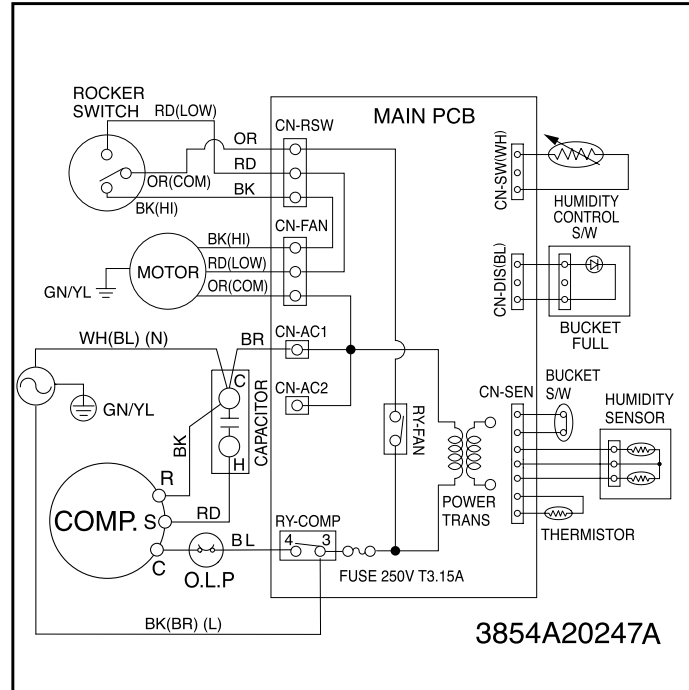 ROCKER
SWITCH
RD(LOW)
OR
RD
OR(COM)
BK
BK(HI)
CN-RSW
MAIN PCB
CN-SW(WH)
HUMIDITY
CONTROL
S/W
CN-FAN
BK(HI)
RD(LOW)
OR(COM)
MOTOR
GN/YL
CN-DIS(BL)
BUCKET
FULL
WH(BL) (N)
BR
CN-AC1
CN-AC2
GN/YL
C
H
CAPACITOR
BK
RY-FAN
POWER
TRANS
CN-SEN
BUCKET
S/W
HUMIDITY
SENSOR
THERMISTOR
COMP.
R
S
C
RD
BL
O.L.P
RY-COMP
4 3
FUSE 250V T3.15A
BK(BR) (L)
3854A20247A